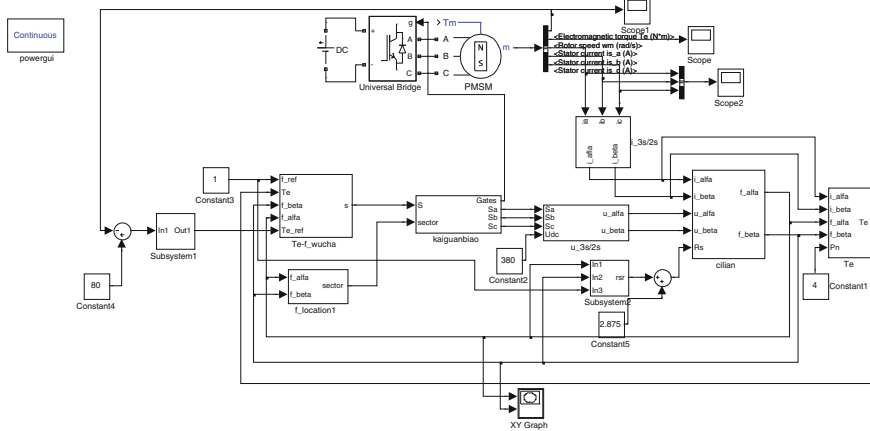 Continuous
powergui
DC
g
A
B
C
+
-
Universal Bridge
Tm
A
B
C
N
S
m
PMSM
<Electromagnetic torque Te (N*m)>
<Rotor speed wm (rad/s)>
<Stator current is_a (A)>
<Stator current is_b (A)>
<Stator current is_c (A)>
Scope1
Scope
Scope2
ia
ib
ic
i_alfa
i_beta
i_3s/2s
1
Constant3
f_ref
Te
f_beta
f_alfa
Te_ref
s
Te-f_wucha
S
sector
Gates
Sa
Sb
Sc
kaiguanbiao
Sa
Sb
Sc
Udc
u_alfa
u_beta
u_3s/2s
i_alfa
i_beta
u_alfa
u_beta
Rs
f_alfa
f_beta
cilian
i_alfa
i_beta
f_alfa
f_beta
Pn
Te
Te
In1
Out1
Subsystem1
80
Constant4
f_alfa
f_beta
sector
f_location1
380
Constant2
In1
In2
In3
rsr
Subsystem2
2.875
Constant5
4
Constant1
XY Graph